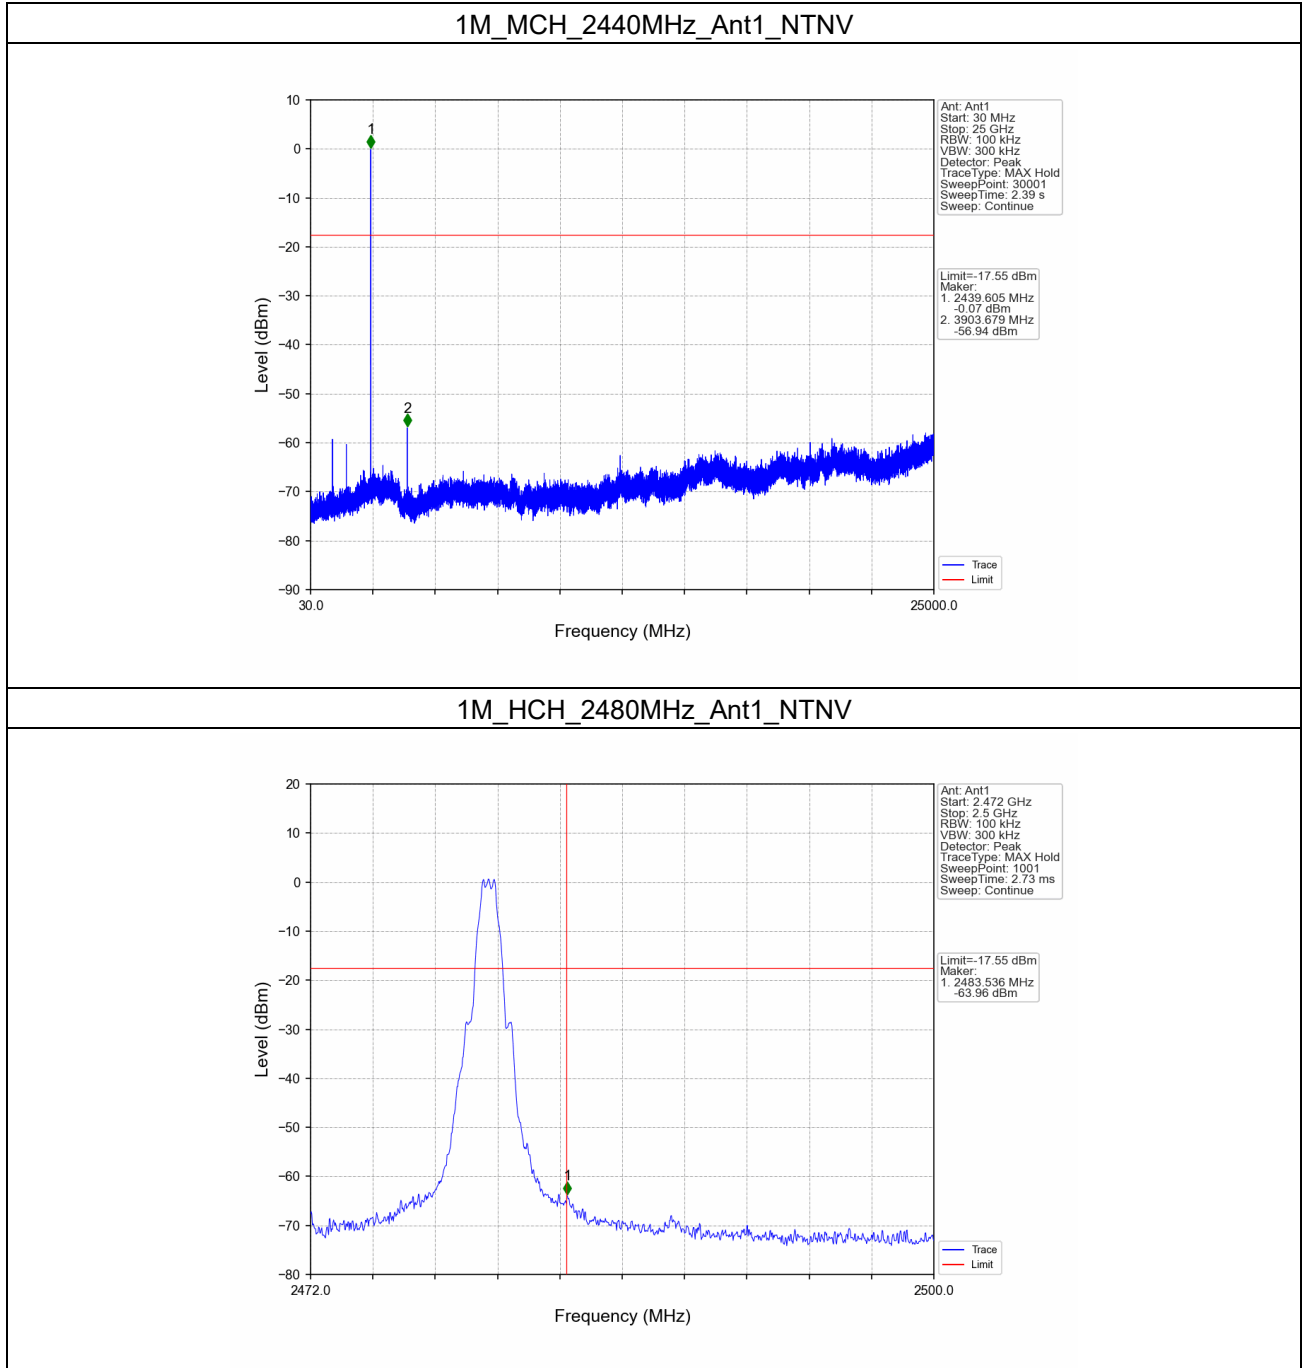 1M_MCH_2440MHz_Ant1_NTNV
10
0
−10
−20
−30
−40
−50
−60
−70
−80
−90
Level (dBm)
1
2
30.0
25000.0
Frequency (MHz)
Ant: Ant1
Start: 30 MHz
Stop: 25 GHz
RBW: 100 kHz
VBW: 300 kHz
Detector: Peak
TraceType: MAX Hold
SweepPoint: 30001
SweepTime: 2.39 s
Sweep: Continue
Limit=-17.55 dBm
Maker:
1. 2439.605 MHz
-0.07 dBm
2. 3903.679 MHz
-56.94 dBm
Trace
Limit
1M_HCH_2480MHz_Ant1_NTNV
20
10
0
−10
−20
−30
−40
−50
−60
−70
−80
Level (dBm)
1
2472.0
2500.0
Frequency (MHz)
Ant: Ant1
Start: 2.472 GHz
Stop: 2.5 GHz
RBW: 100 kHz
VBW: 300 kHz
Detector: Peak
TraceType: MAX Hold
SweepPoint: 1001
SweepTime: 2.73 ms
Sweep: Continue
Limit=-17.55 dBm
Maker:
1. 2483.536 MHz
-63.96 dBm
Trace
Limit